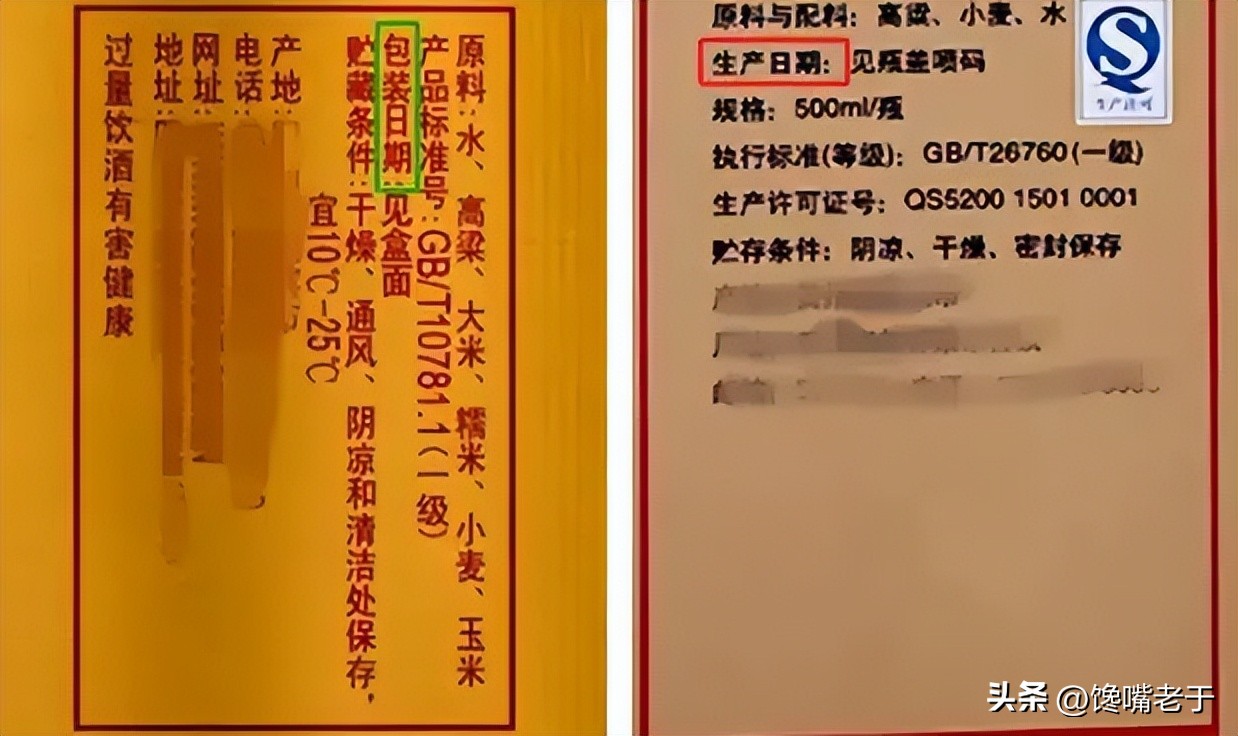 原料:水、高粱、大米、糯米、小麦、玉米
产品标准号:GB/T10781.1(一级)
包装日期:见盒面
贮藏条件:干燥、通风、阴凉和清洁处保存,
宜10℃-25℃
产地:
电话:
网址:
地址:
过量饮酒有害健康
原料与配料: 高粱、小麦、水
生产日期: 见瓶盖喷码
规格: 500ml/瓶
执行标准(等级): GB/T26760(一级)
生产许可证号: QS5200 1501 0001
贮存条件: 阴凉、干燥、密封保存
生产许可
头条 @馋嘴老于